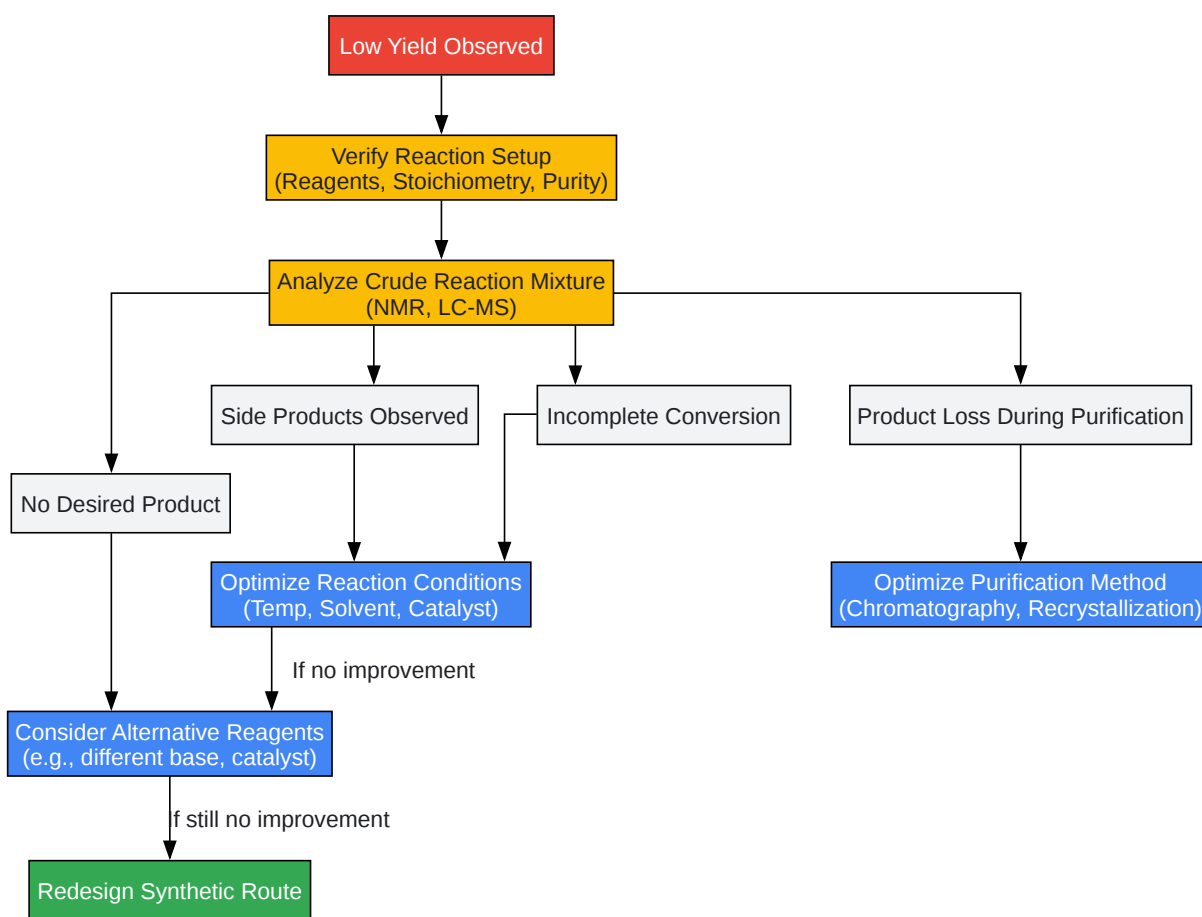 Low Yield Observed
Verify Reaction Setup
(Reagents, Stoichiometry, Purity)
Analyze Crude Reaction Mixture
(NMR, LC-MS)
Side Products Observed
Incomplete Conversion
Product Loss During Purification
No Desired Product
Optimize Reaction Conditions
(Temp, Solvent, Catalyst)
Optimize Purification Method
(Chromatography, Recrystallization)
If no improvement
Consider Alternative Reagents
(e.g., different base, catalyst)
If still no improvement
Redesign Synthetic Route